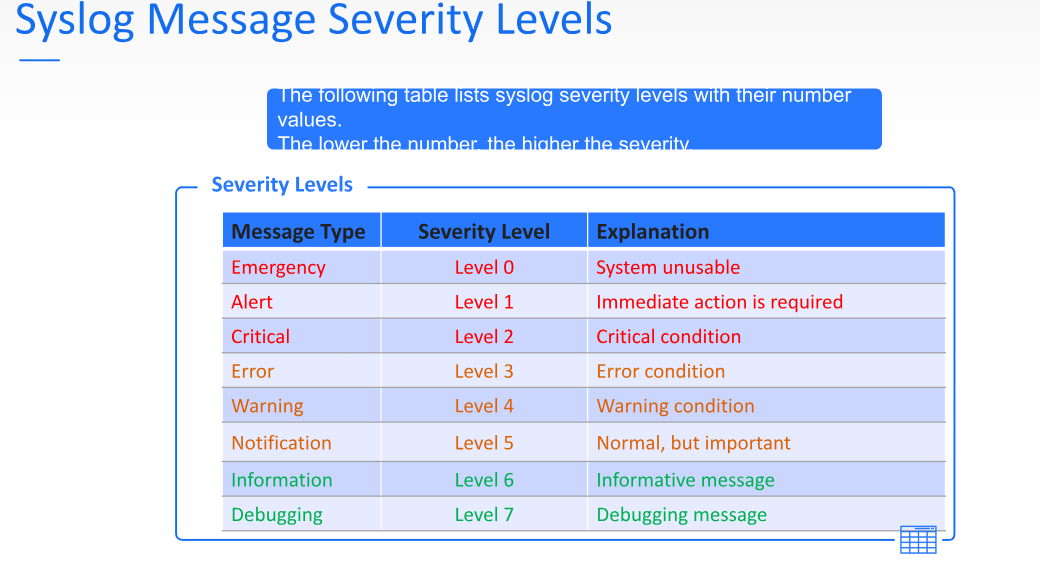 Syslog Message Severity Levels
The following table lists syslog severity levels with their number
values.
The lower the number, the higher the severity.
Severity Levels
Message Type Severity Level Explanation
Emergency Level 0 System unusable
Alert Level 1 Immediate action is required
Critical Level 2 Critical condition
Error Level 3 Error condition
Warning Level 4 Warning condition
Notification Level 5 Normal, but important
Information Level 6 Informative message
Debugging Level 7 Debugging message